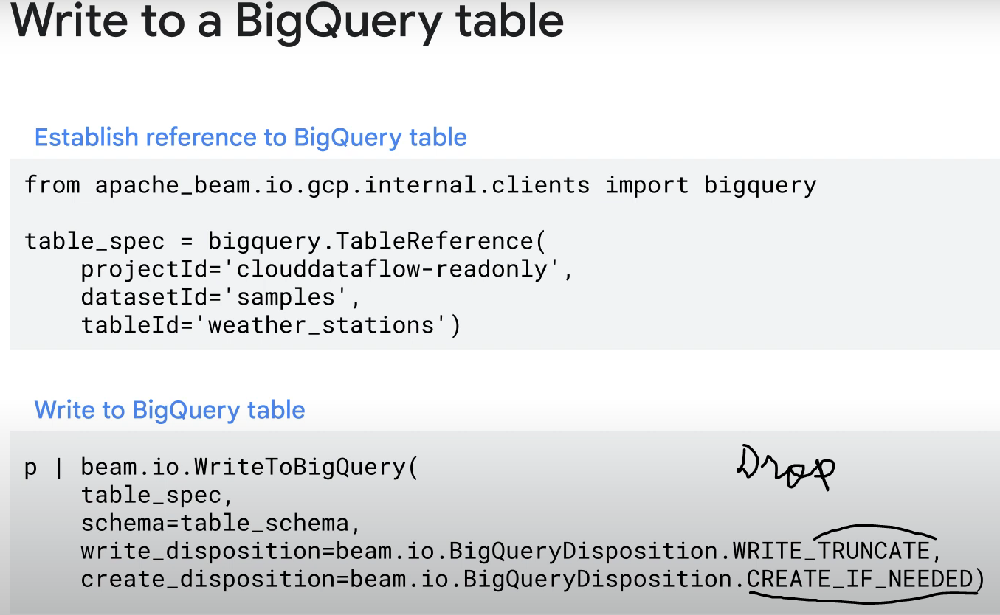 Write to a BigQuery table
Establish reference to BigQuery table
from apache_beam.io.gcp.internal.clients import bigquery
table_spec = bigquery.TableReference(
    projectId='clouddataflow-readonly',
    datasetId='samples',
    tableId='weather_stations')
Write to BigQuery table
Drop
p | beam.io.WriteToBigQuery(
    table_spec,
    schema=table_schema,
    write_disposition=beam.io.BigQueryDisposition.WRITE_TRUNCATE,
    create_disposition=beam.io.BigQueryDisposition.CREATE_IF_NEEDED)